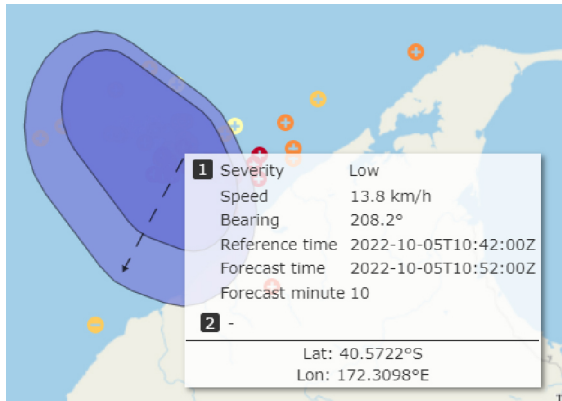 1 Severity Low
Speed 13.8 km/h
Bearing 208.2°
Reference time 2022-10-05T10:42:00Z
Forecast time 2022-10-05T10:52:00Z
Forecast minute 10
2 -
Lat: 40.5722°S
Lon: 172.3098°E